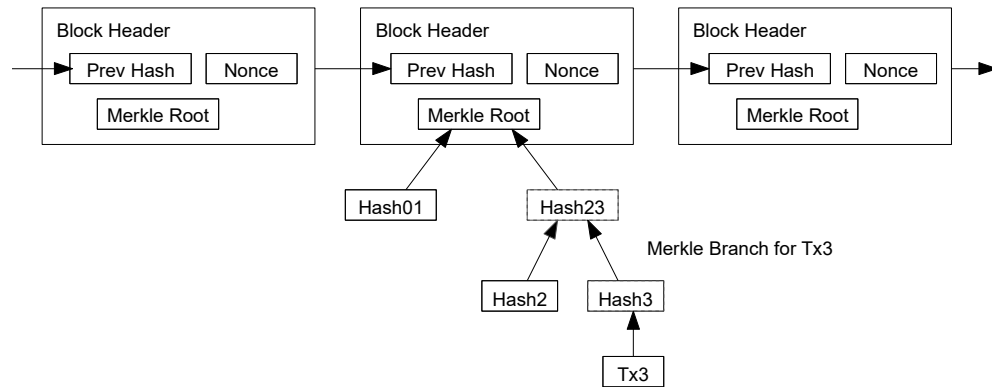 Block Header
Block Header
Block Header
Prev Hash
Nonce
Prev Hash
Nonce
Prev Hash
Nonce
Merkle Root
Merkle Root
Merkle Root
Hash01
Hash23
Merkle Branch for Tx3
Hash2
Hash3
Tx3